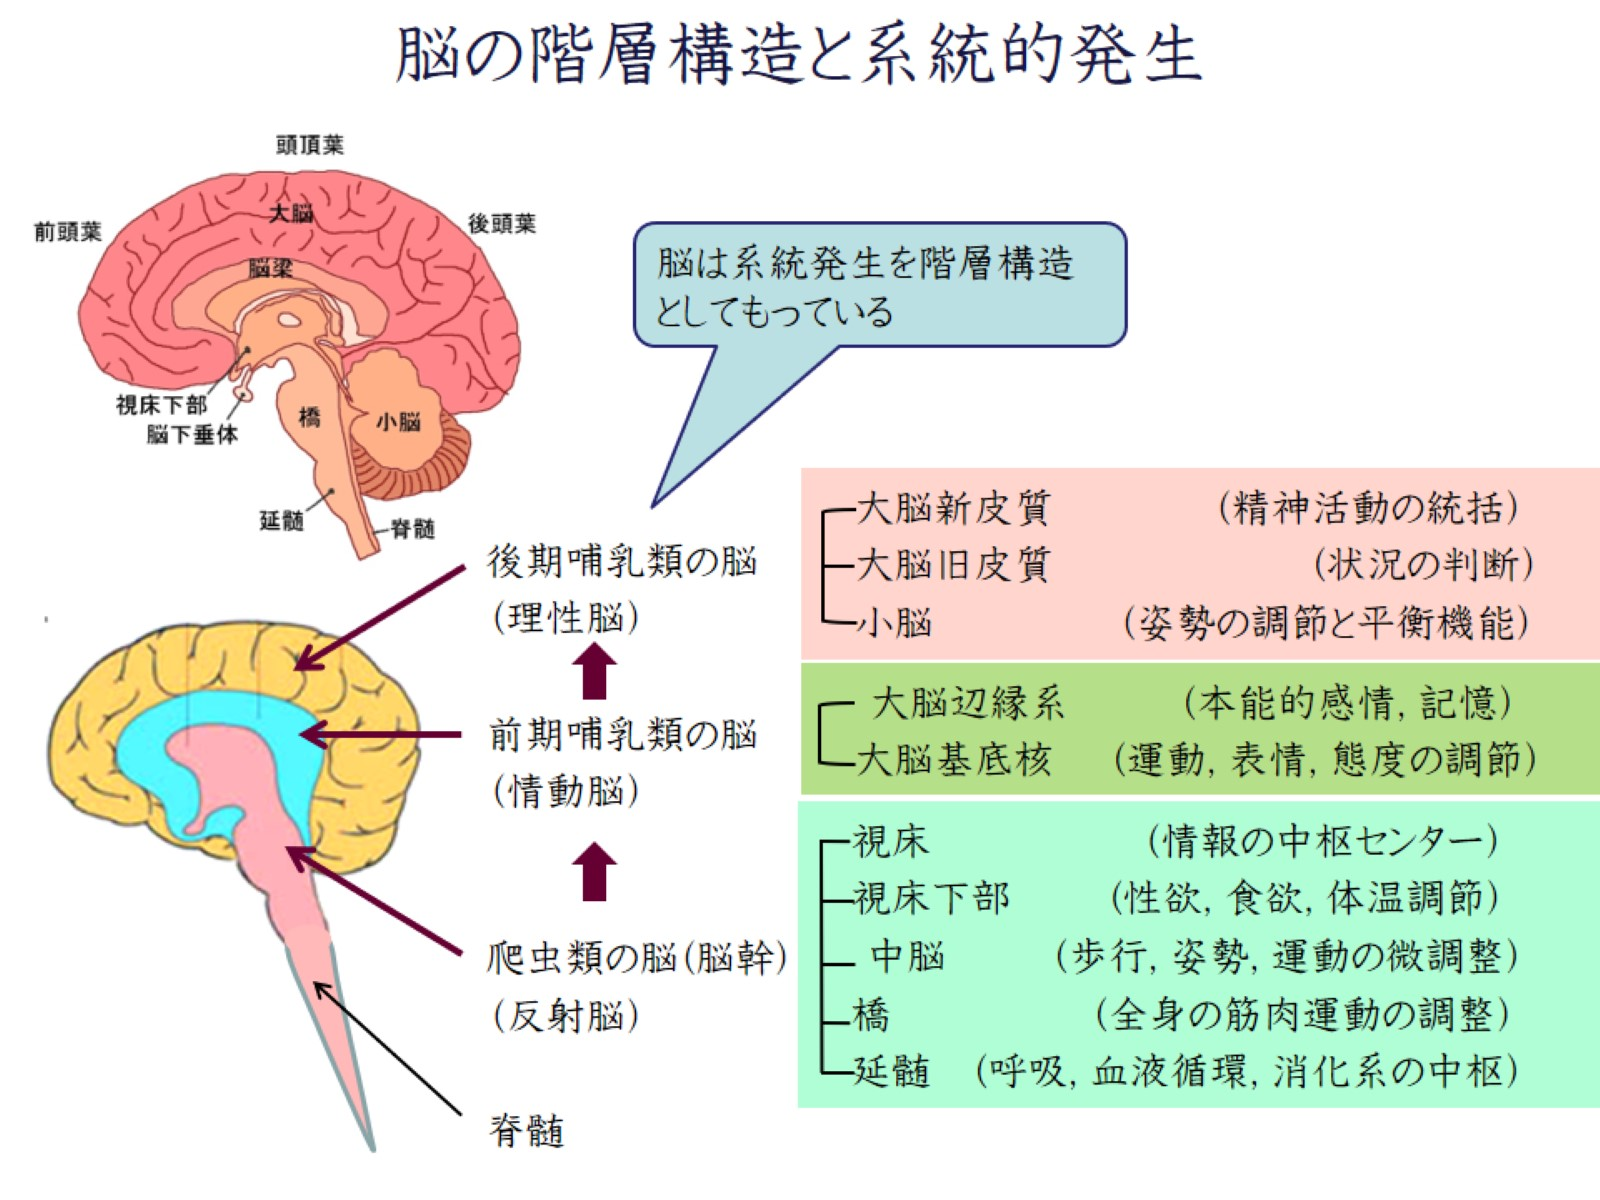 脳の階層構造と系統的発生
頭頂葉
前頭葉
大脳
後頭葉
脳梁
視床下部
脳下垂体
橋
小脳
延髄
脊髄
脳は系統発生を階層構造
としてもっている
後期哺乳類の脳
(理性脳)
前期哺乳類の脳
(情動脳)
爬虫類の脳(脳幹)
(反射脳)
脊髄
大脳新皮質 (精神活動の統括)
大脳旧皮質 (状況の判断)
小脳 (姿勢の調節と平衡機能)
大脳辺縁系 (本能的感情, 記憶)
大脳基底核 (運動, 表情, 態度の調節)
視床 (情報の中枢センター)
視床下部 (性欲, 食欲, 体温調節)
中脳 (歩行, 姿勢, 運動の微調整)
橋 (全身の筋肉運動の調整)
延髄 (呼吸, 血液循環, 消化系の中枢)